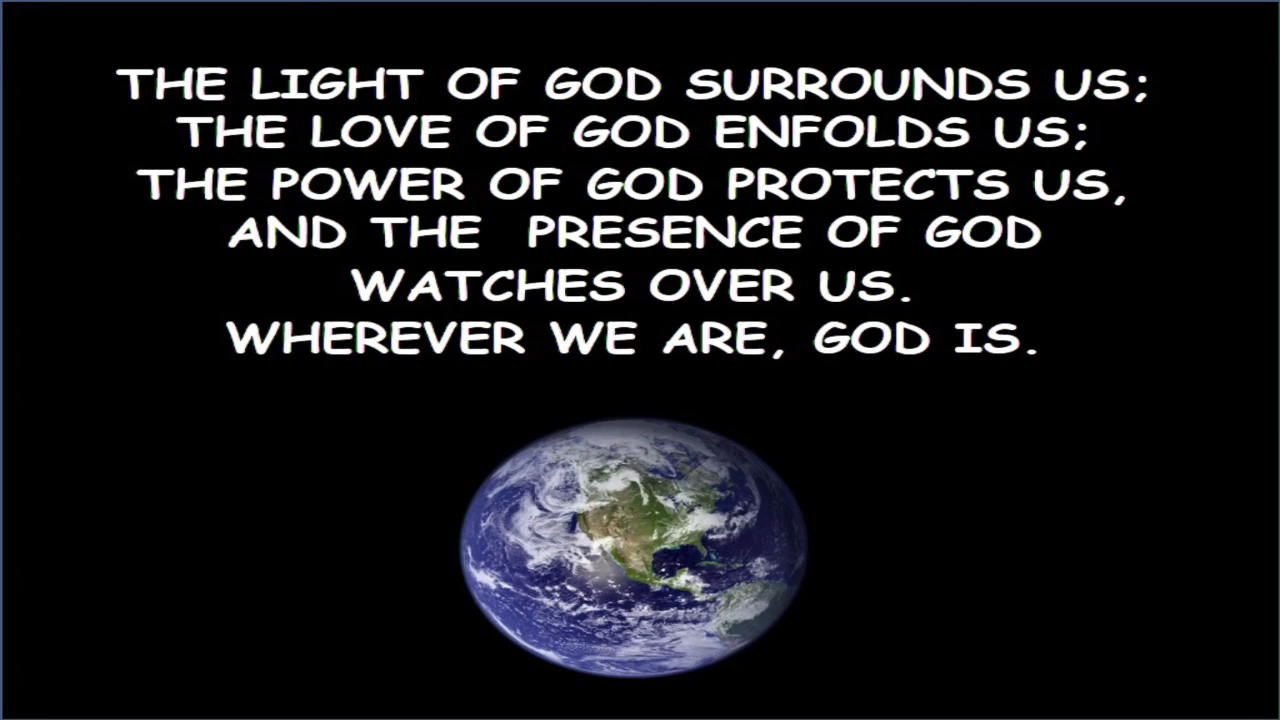 THE LIGHT OF GOD SURROUNDS US;
THE LOVE OF GOD ENFOLDS US;
THE POWER OF GOD PROTECTS US,
AND THE PRESENCE OF GOD
WATCHES OVER US.
WHEREVER WE ARE, GOD IS.